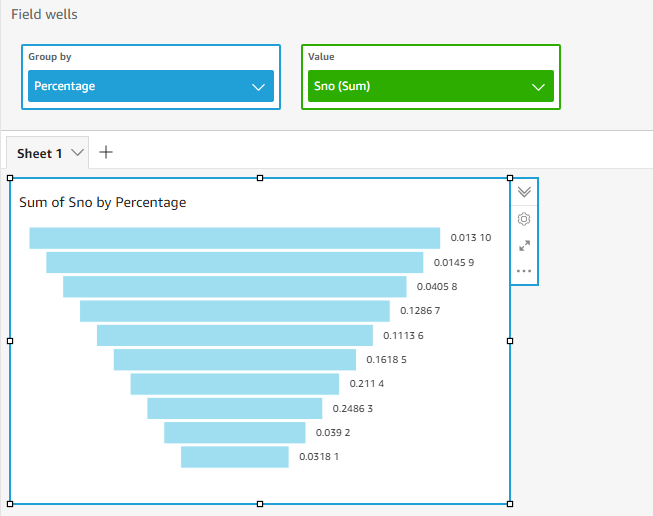 Field wells
Group by
Value
Percentage
Sno (Sum)
Sheet 1
Sum of Sno by Percentage
0.013 10
0.0145 9
0.0405 8
0.1286 7
0.1113 6
0.1618 5
0.211 4
0.2486 3
0.039 2
0.0318 1